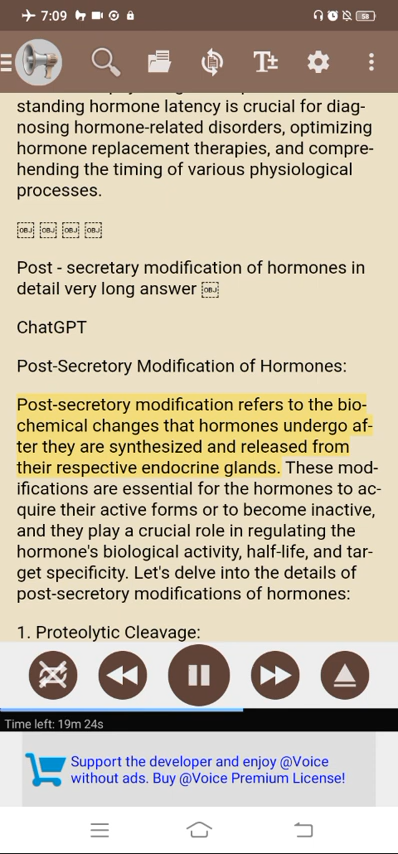 7:09
58
T±
standing hormone latency is crucial for diag-
nosing hormone-related disorders, optimizing
hormone replacement therapies, and compre-
hending the timing of various physiological
processes.
OBJ OBJ OBJ OBJ
Post - secretary modification of hormones in
detail very long answer OBJ
ChatGPT
Post-Secretory Modification of Hormones:
Post-secretory modification refers to the bio-
chemical changes that hormones undergo af-
ter they are synthesized and released from
their respective endocrine glands. These mod-
ifications are essential for the hormones to ac-
quire their active forms or to become inactive,
and they play a crucial role in regulating the
hormone's biological activity, half-life, and tar-
get specificity. Let's delve into the details of
post-secretory modifications of hormones:
1. Proteolytic Cleavage:
Time left: 19m 24s
Support the developer and enjoy @Voice
without ads. Buy @Voice Premium License!